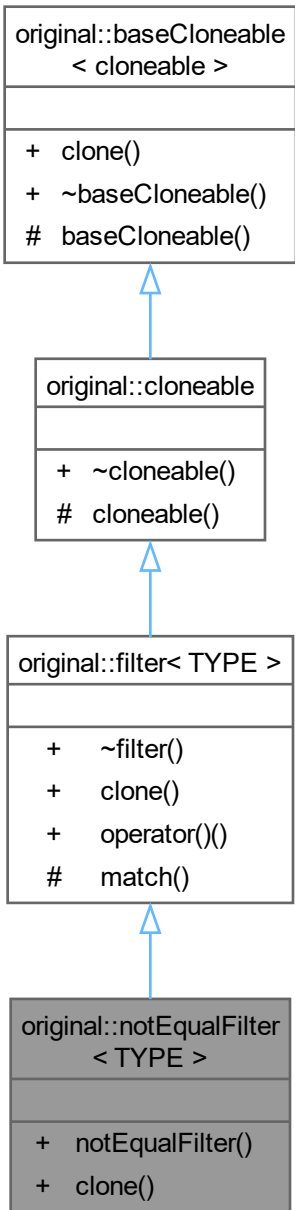 original::baseCloneable
< cloneable >
+ clone()
+ ~baseCloneable()
# baseCloneable()
original::cloneable
+ ~cloneable()
# cloneable()
original::filter< TYPE >
+ ~filter()
+ clone()
+ operator()()
# match()
original::notEqualFilter
< TYPE >
+ notEqualFilter()
+ clone()